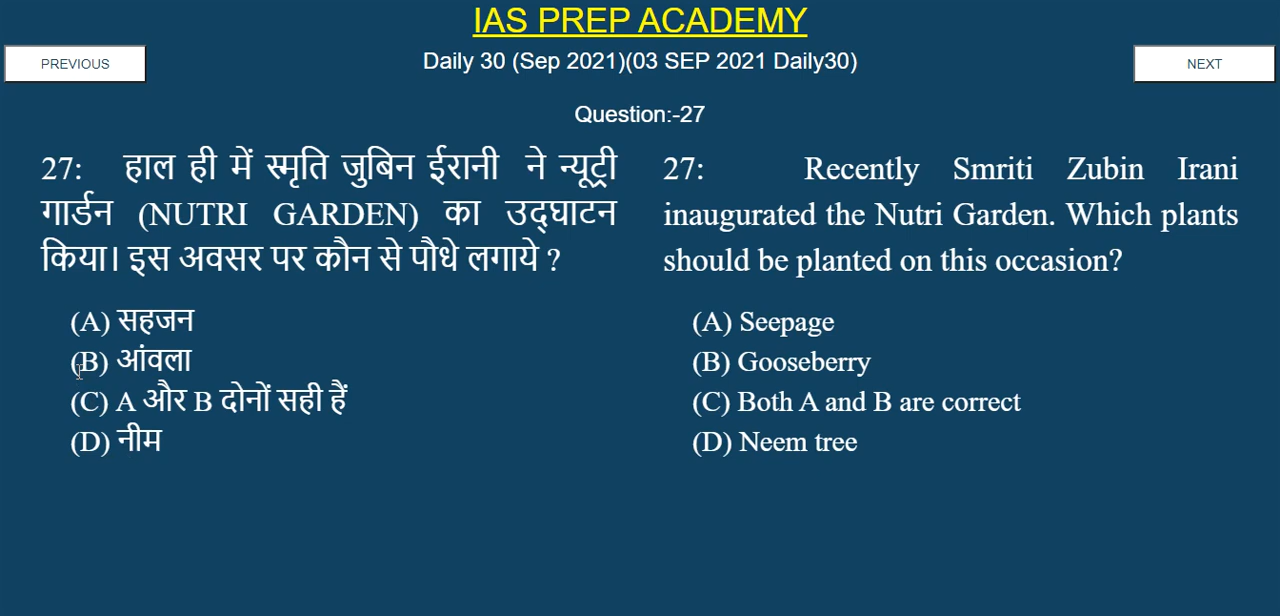 IAS PREP ACADEMY
PREVIOUS
Daily 30 (Sep 2021)(03 SEP 2021 Daily30)
NEXT
Question:-27
27: हाल ही में स्मृति जुबिन ईरानी ने न्यूट्री
गार्डन (NUTRI GARDEN) का उद्घाटन
किया। इस अवसर पर कौन से पौधे लगाये ?
(A) सहजन
(B) आंवला
(C) A और B दोनों सही हैं
(D) नीम
27: Recently Smriti Zubin Irani
inaugurated the Nutri Garden. Which plants
should be planted on this occasion?
(A) Seepage
(B) Gooseberry
(C) Both A and B are correct
(D) Neem tree